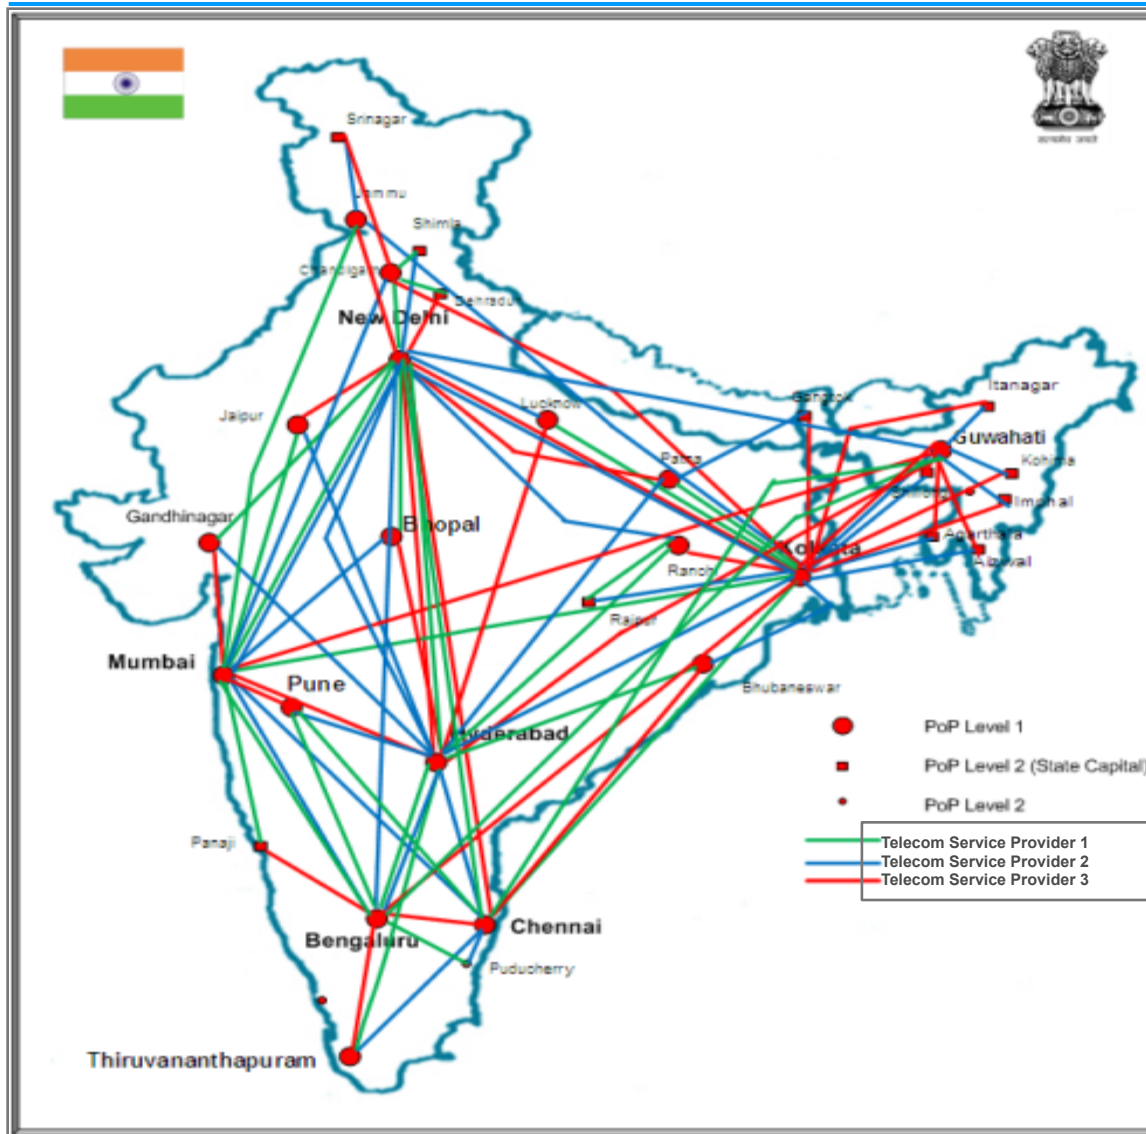 Srinagar
Jammu
Shimla
Chandigarh
Dehradun
New Delhi
Jaipur
Lucknow
Gangtok
Itanagar
Guwahati
Patna
Kohima
Shillong
Imphal
Gandhinagar
Bhopal
Agarthara
Kolkata
Aizwal
Ranchi
Raipur
Mumbai
Pune
Bhubaneswar
Hyderabad
PoP Level 1
PoP Level 2 (State Capital)
PoP Level 2
Panaji
Telecom Service Provider 1
Telecom Service Provider 2
Telecom Service Provider 3
Bengaluru
Chennai
Puducherry
Thiruvananthapuram